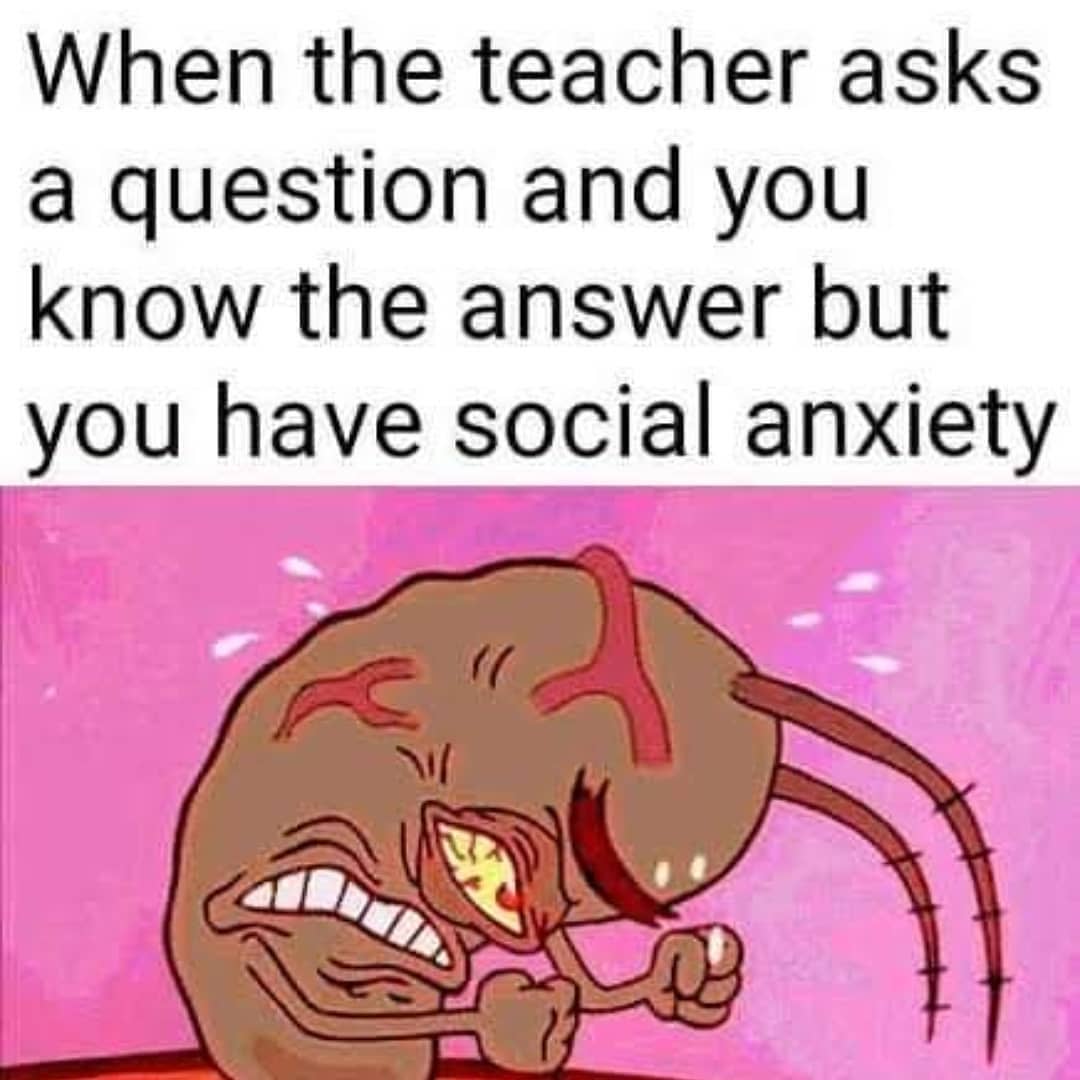 When the teacher asks
a question and you
know the answer but
you have social anxiety